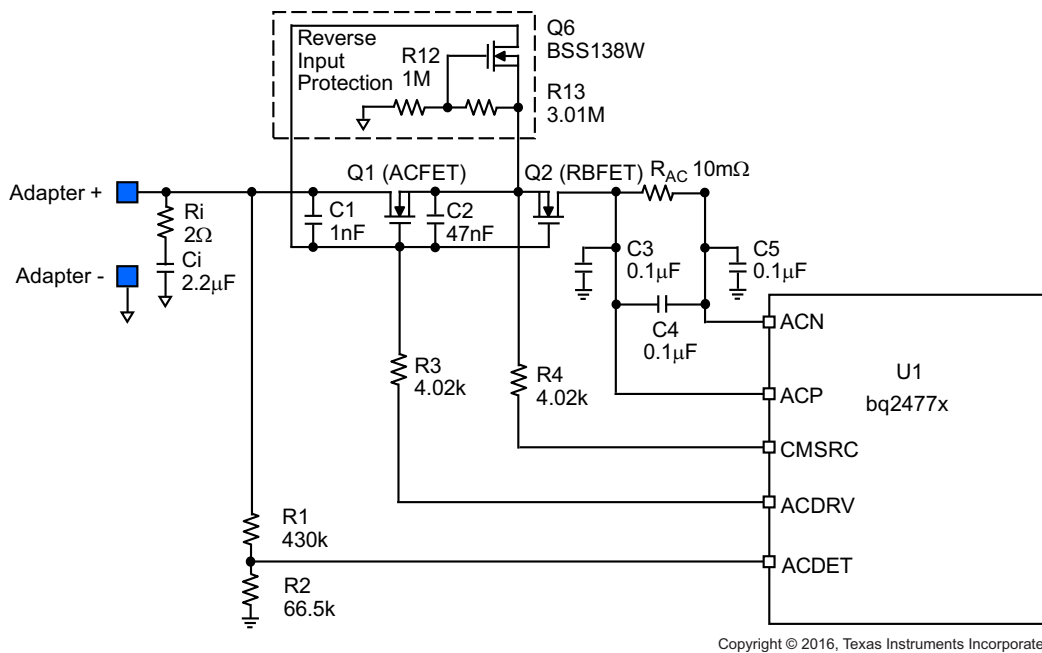 Reverse
Input
Protection
R12
1M
Q6
BSS138W
R13
3.01M
Adapter +
Ri
2Ω
Ci
2.2µF
Adapter -
C1
1nF
Q1 (ACFET)
C2
47nF
Q2 (RBFET)
RAC 10mΩ
C3
0.1µF
C5
0.1µF
C4
0.1µF
R3
4.02k
R4
4.02k
ACN
U1
bq2477x
ACP
CMSRC
ACDRV
R1
430k
ACDET
R2
66.5k
Copyright © 2016, Texas Instruments Incorporate